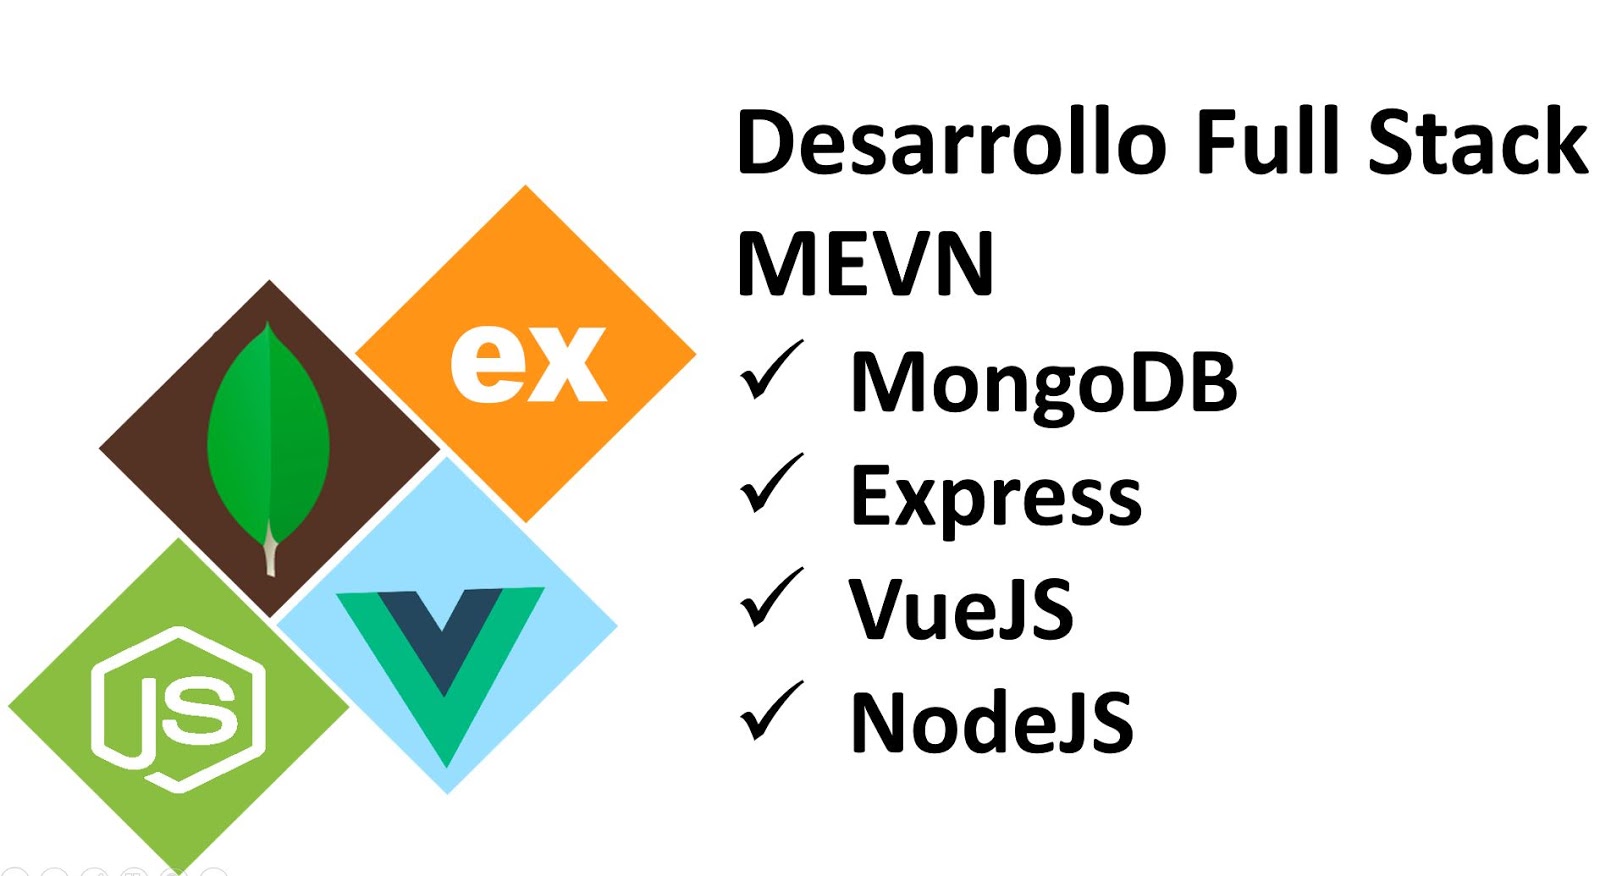 Desarrollo Full Stack
MEVN
✓ MongoDB
✓ Express
✓ VueJS
✓ NodeJS
ex
JS